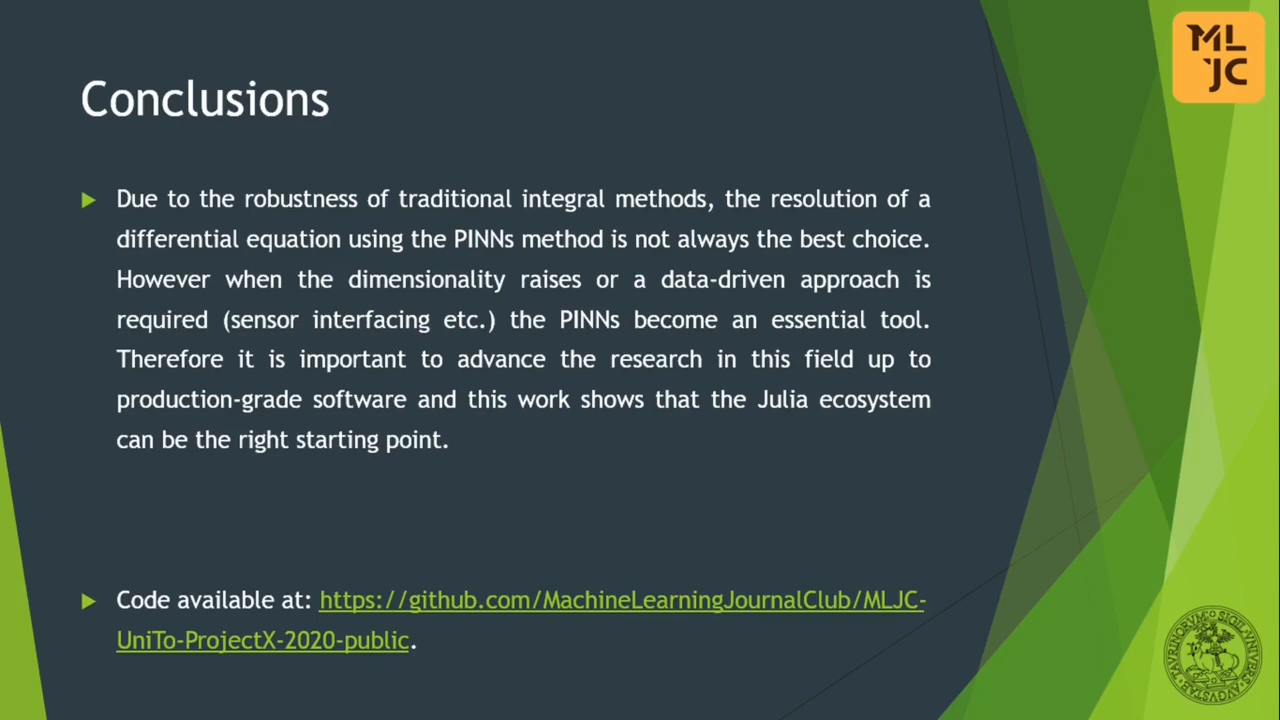 ML
JC
Conclusions
Due to the robustness of traditional integral methods, the resolution of a
differential equation using the PINNs method is not always the best choice.
However when the dimensionality raises or a data-driven approach is
required (sensor interfacing etc.) the PINNs become an essential tool.
Therefore it is important to advance the research in this field up to
production-grade software and this work shows that the Julia ecosystem
can be the right starting point.
Code available at: https://github.com/MachineLearningJournalClub/MLJC-
UniTo-ProjectX-2020-public.